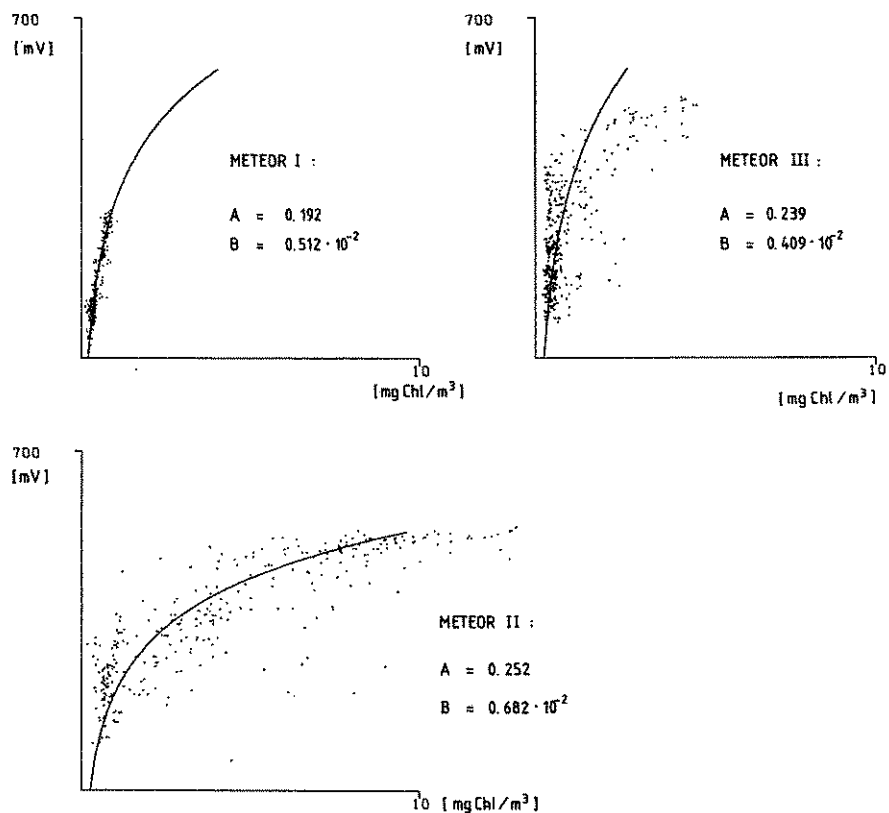 700
[mV]
METEOR I :
A = 0.192
B = 0.512 · 10⁻²
10
[mg Chl/m³]
700
[mV]
METEOR III :
A = 0.239
B = 0.409 · 10⁻²
10
[mg Chl/m³]
700
[mV]
METEOR II :
A = 0.252
B = 0.682 · 10⁻²
10 [mg Chl/m³]